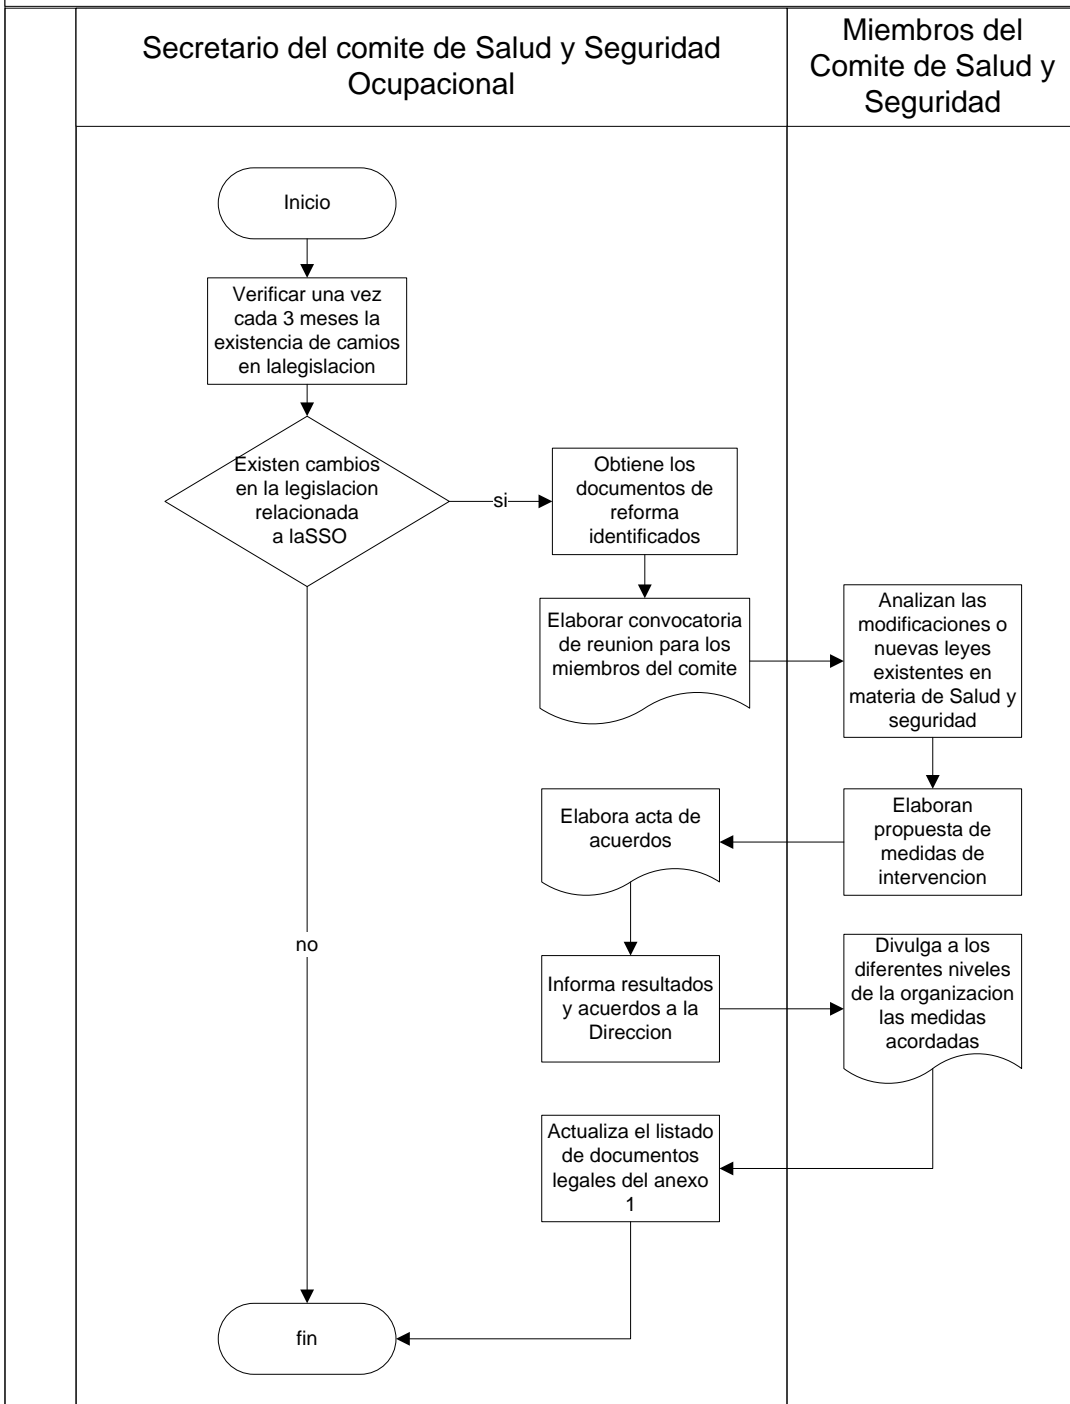 Secretario del comite de Salud y Seguridad
Ocupacional
Miembros del
Comite de Salud y
Seguridad
Inicio
Verificar una vez
cada 3 meses la
existencia de camios
en lalegislacion
Existen cambios
en la legislacion
relacionada
a laSSO
si
Obtiene los
documentos de
reforma
identificados
Elaborar convocatoria
de reunion para los
miembros del comite
Analizan las
modificaciones o
nuevas leyes
existentes en
materia de Salud y
seguridad
Elaboran
propuesta de
medidas de
intervencion
Elabora acta de
acuerdos
no
Informa resultados
y acuerdos a la
Direccion
Divulga a los
diferentes niveles
de la organizacion
las medidas
acordadas
Actualiza el listado
de documentos
legales del anexo
1
fin